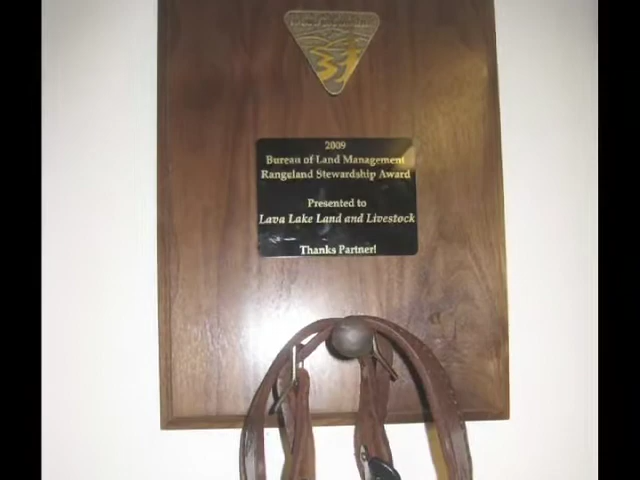 2009
Bureau of Land Management
Rangeland Stewardship Award
Presented to
Lava Lake Land and Livestock
Thanks Partner!